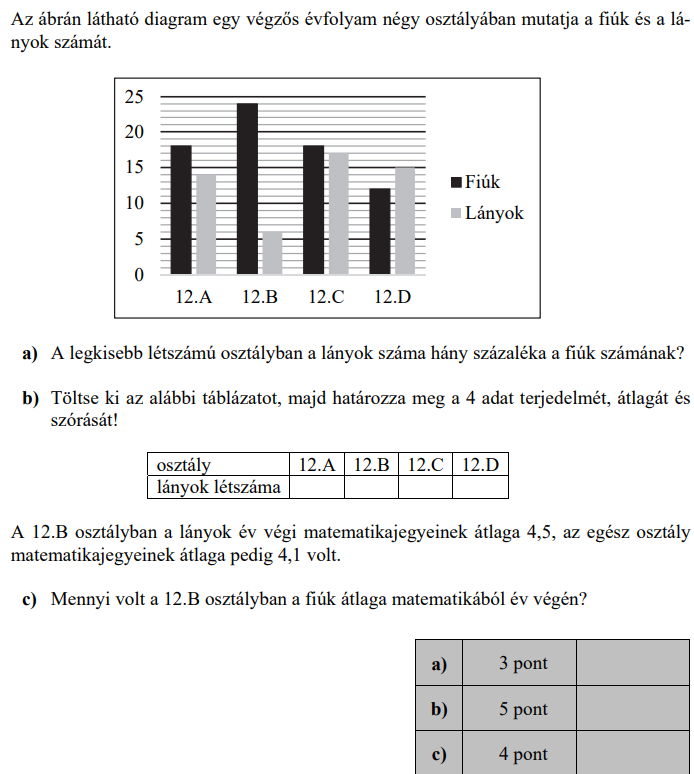 Az ábrán látható diagram egy végzős évfolyam négy osztályában mutatja a fiúk és a lá-
nyok számát.
25
20
15
10
5
0
12.A 12.B 12.C 12.D
Fiúk
Lányok
a) A legkisebb létszámú osztályban a lányok száma hány százaléka a fiúk számának?
b) Töltse ki az alábbi táblázatot, majd határozza meg a 4 adat terjedelmét, átlagát és
szórását!
osztály 12.A 12.B 12.C 12.D
lányok létszáma
A 12.B osztályban a lányok év végi matematikajegyeinek átlaga 4,5, az egész osztály
matematikajegyeinek átlaga pedig 4,1 volt.
c) Mennyi volt a 12.B osztályban a fiúk átlaga matematikából év végén?
a) 3 pont
b) 5 pont
c) 4 pont